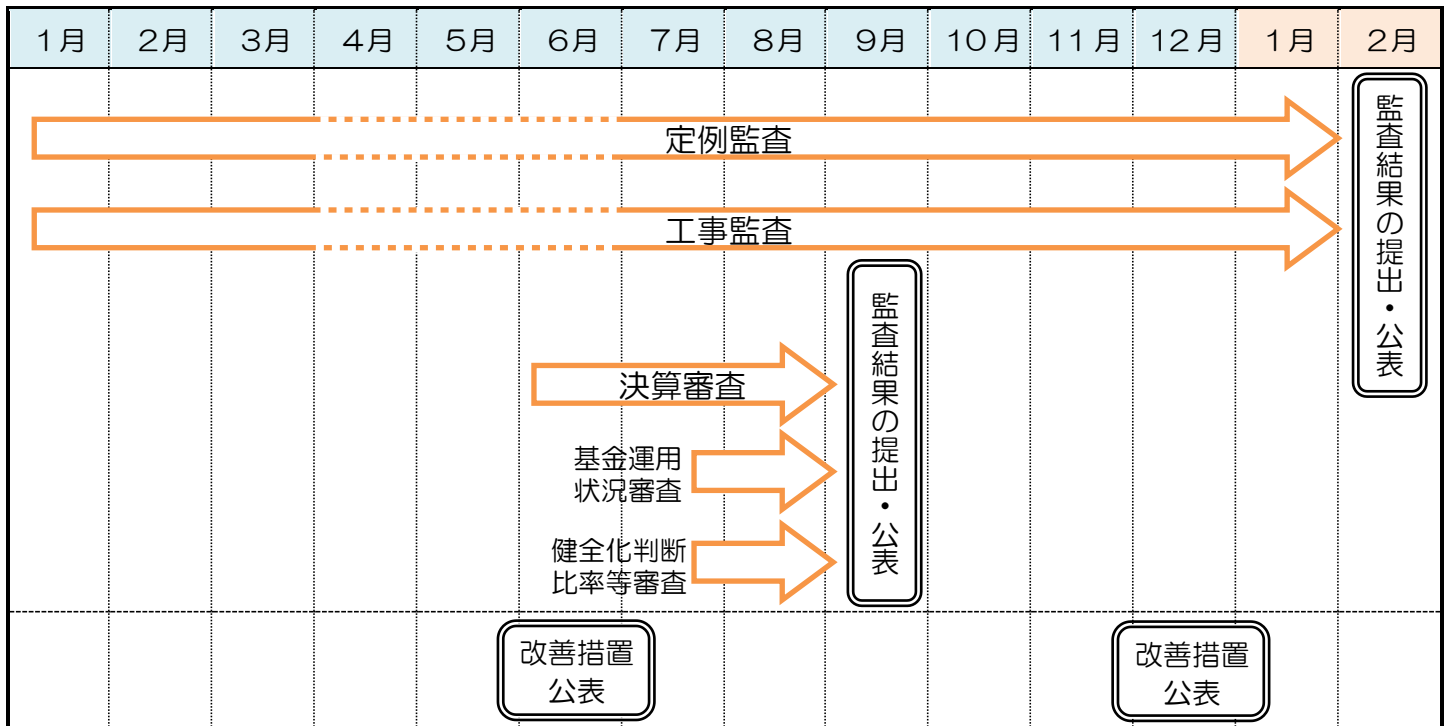 1月 2月 3月 4月 5月 6月 7月 8月 9月 10月 11月 12月 1月 2月
定例監査
工事監査
監査結果の提出・公表
決算審査
基金運用
状況審査
健全化判断
比率等審査
監査結果の提出・公表
改善措置
公表
改善措置
公表